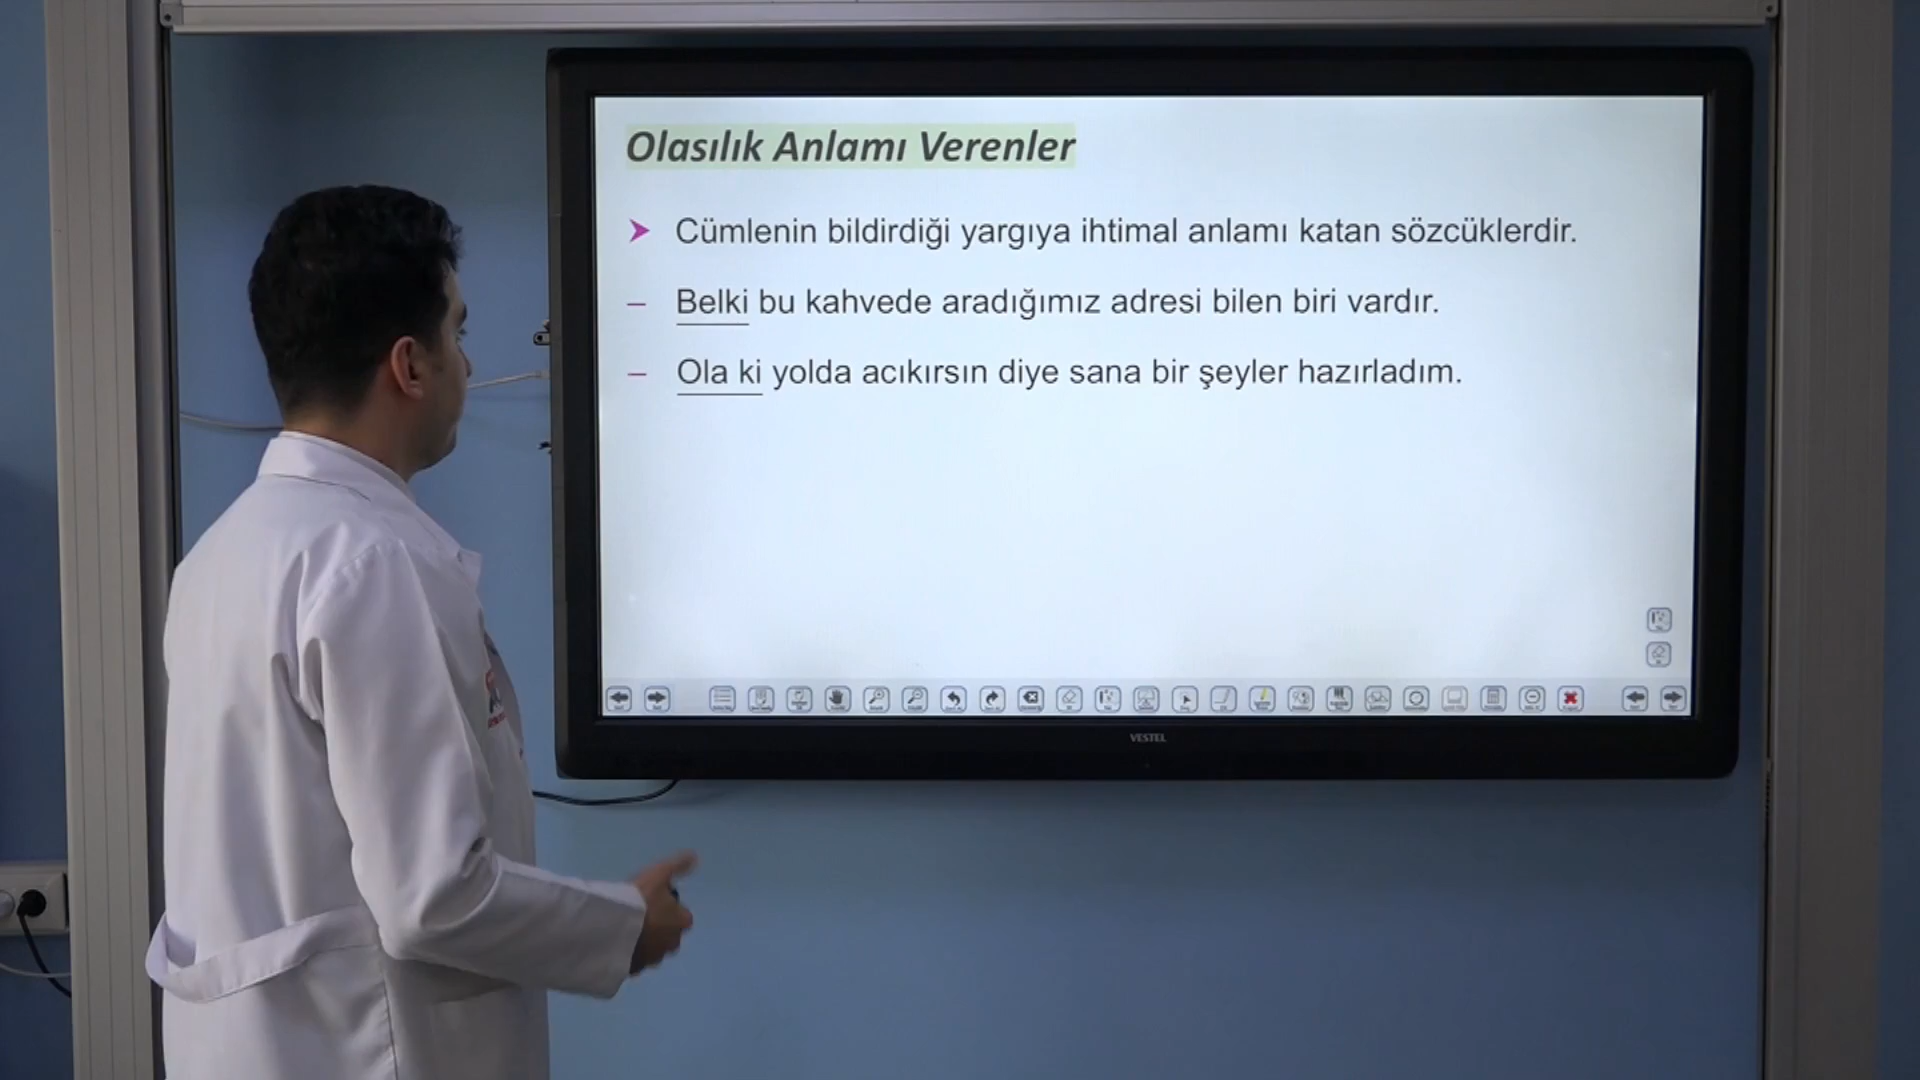 Olasılık Anlamı Verenler
➤ Cümlenin bildirdiği yargıya ihtimal anlamı katan sözcüklerdir.
– Belki bu kahvede aradığımız adresi bilen biri vardır.
– Ola ki yolda acıkırsın diye sana bir şeyler hazırladım.
VESTEL